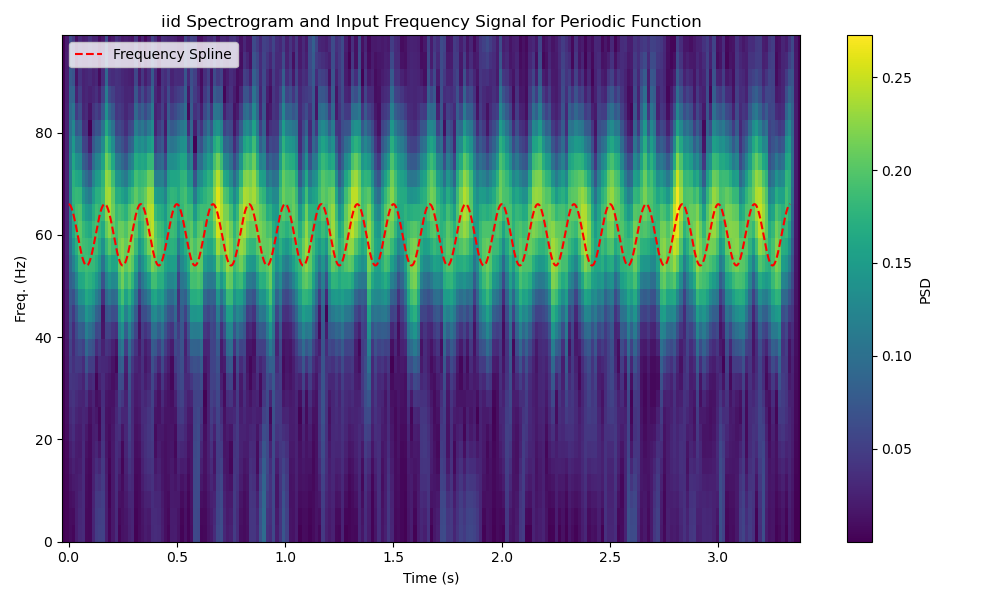 iid Spectrogram and Input Frequency Signal for Periodic Function
Frequency Spline
Freq. (Hz)
80
60
40
20
0
0.0 0.5 1.0 1.5 2.0 2.5 3.0
Time (s)
0.25
0.20
0.15
0.10
0.05
PSD